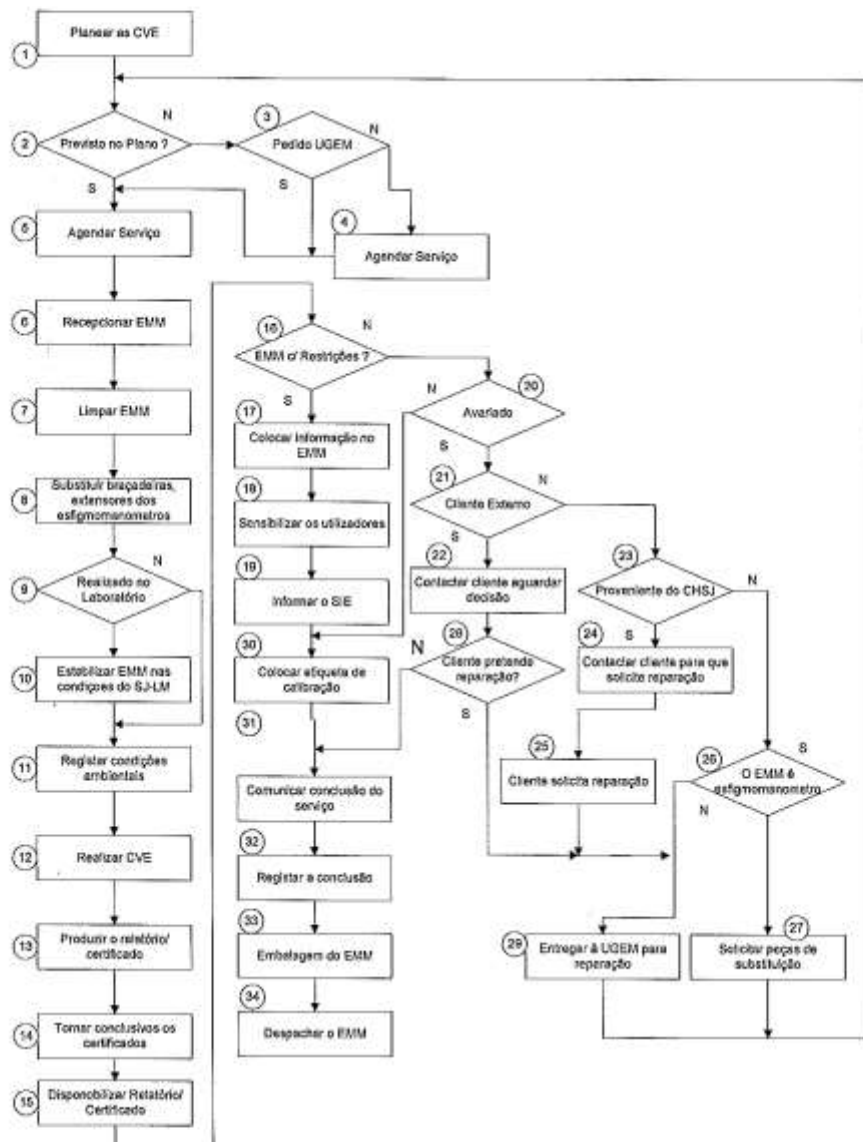 1
Planear as CVE
2
Previsto no Plano ?
N
S
3
Pedido UGEM
N
S
4
Agendar Serviço
5
Agendar Serviço
6
Recepcionar EMM
7
Limpar EMM
8
Substituir braçadeiras,
extensores dos
esfigmomanometros
9
Realizado no
Laboratório
N
10
Estabilizar EMM nas
condiçoes do SJ-LM
11
Registar condições
ambientais
12
Realizar CVE
13
Produzir o relatório/
certificado
14
Tornar conclusivos os
certificados
15
Disponobilizar Relatório/
Certificado
16
EMM c/ Restrições ?
N
S
17
Colocar informação no
EMM
18
Sensibilizar os utilizadores
19
Informar o SIE
20
Avariado
N
S
21
Cliente Externo
N
S
22
Contactar cliente aguardar
decisão
23
Proveniente do CHSJ
N
S
24
Contactar cliente para que
solicite reparação
25
Cliente solicita reparação
26
O EMM é
esfigmomanometro
S
N
27
Solicitar peças de
substituição
28
Cliente pretende
reparação?
N
S
29
Entregar à UGEM para
reparação
30
Colocar etiqueta de
calibração
31
Comunicar conclusão do
serviço
32
Registar a conclusão
33
Embalagem do EMM
34
Despachar o EMM